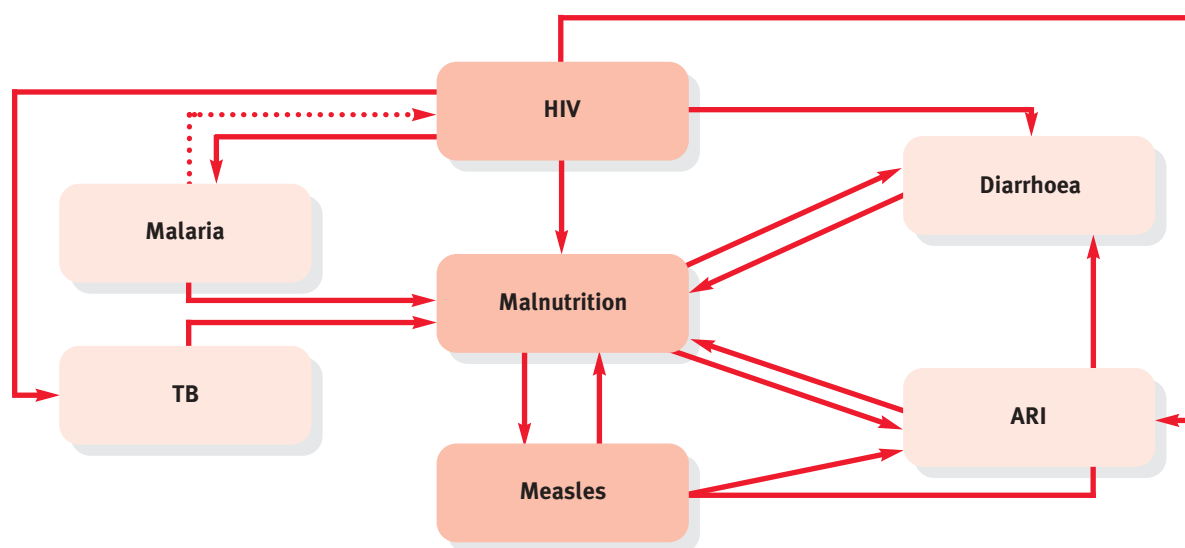 HIV
Diarrhoea
Malaria
Malnutrition
TB
ARI
Measles